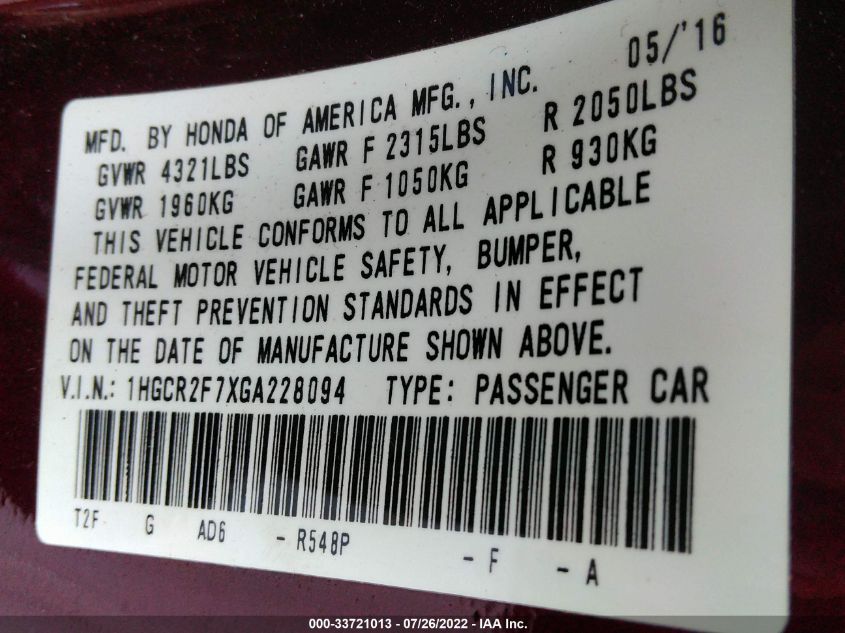 05/'16
MFD. BY HONDA OF AMERICA MFG., INC.
GVWR 4321LBS GAWR F 2315LBS R 2050LBS
GVWR 1960KG GAWR F 1050KG R 930KG
THIS VEHICLE CONFORMS TO ALL APPLICABLE
FEDERAL MOTOR VEHICLE SAFETY, BUMPER,
AND THEFT PREVENTION STANDARDS IN EFFECT
ON THE DATE OF MANUFACTURE SHOWN ABOVE.
V.I.N.: 1HGCR2F7XGA228094 TYPE: PASSENGER CAR
T2F G AD6 - R548P - F - A
000-33721013 - 07/26/2022 - IAA Inc.